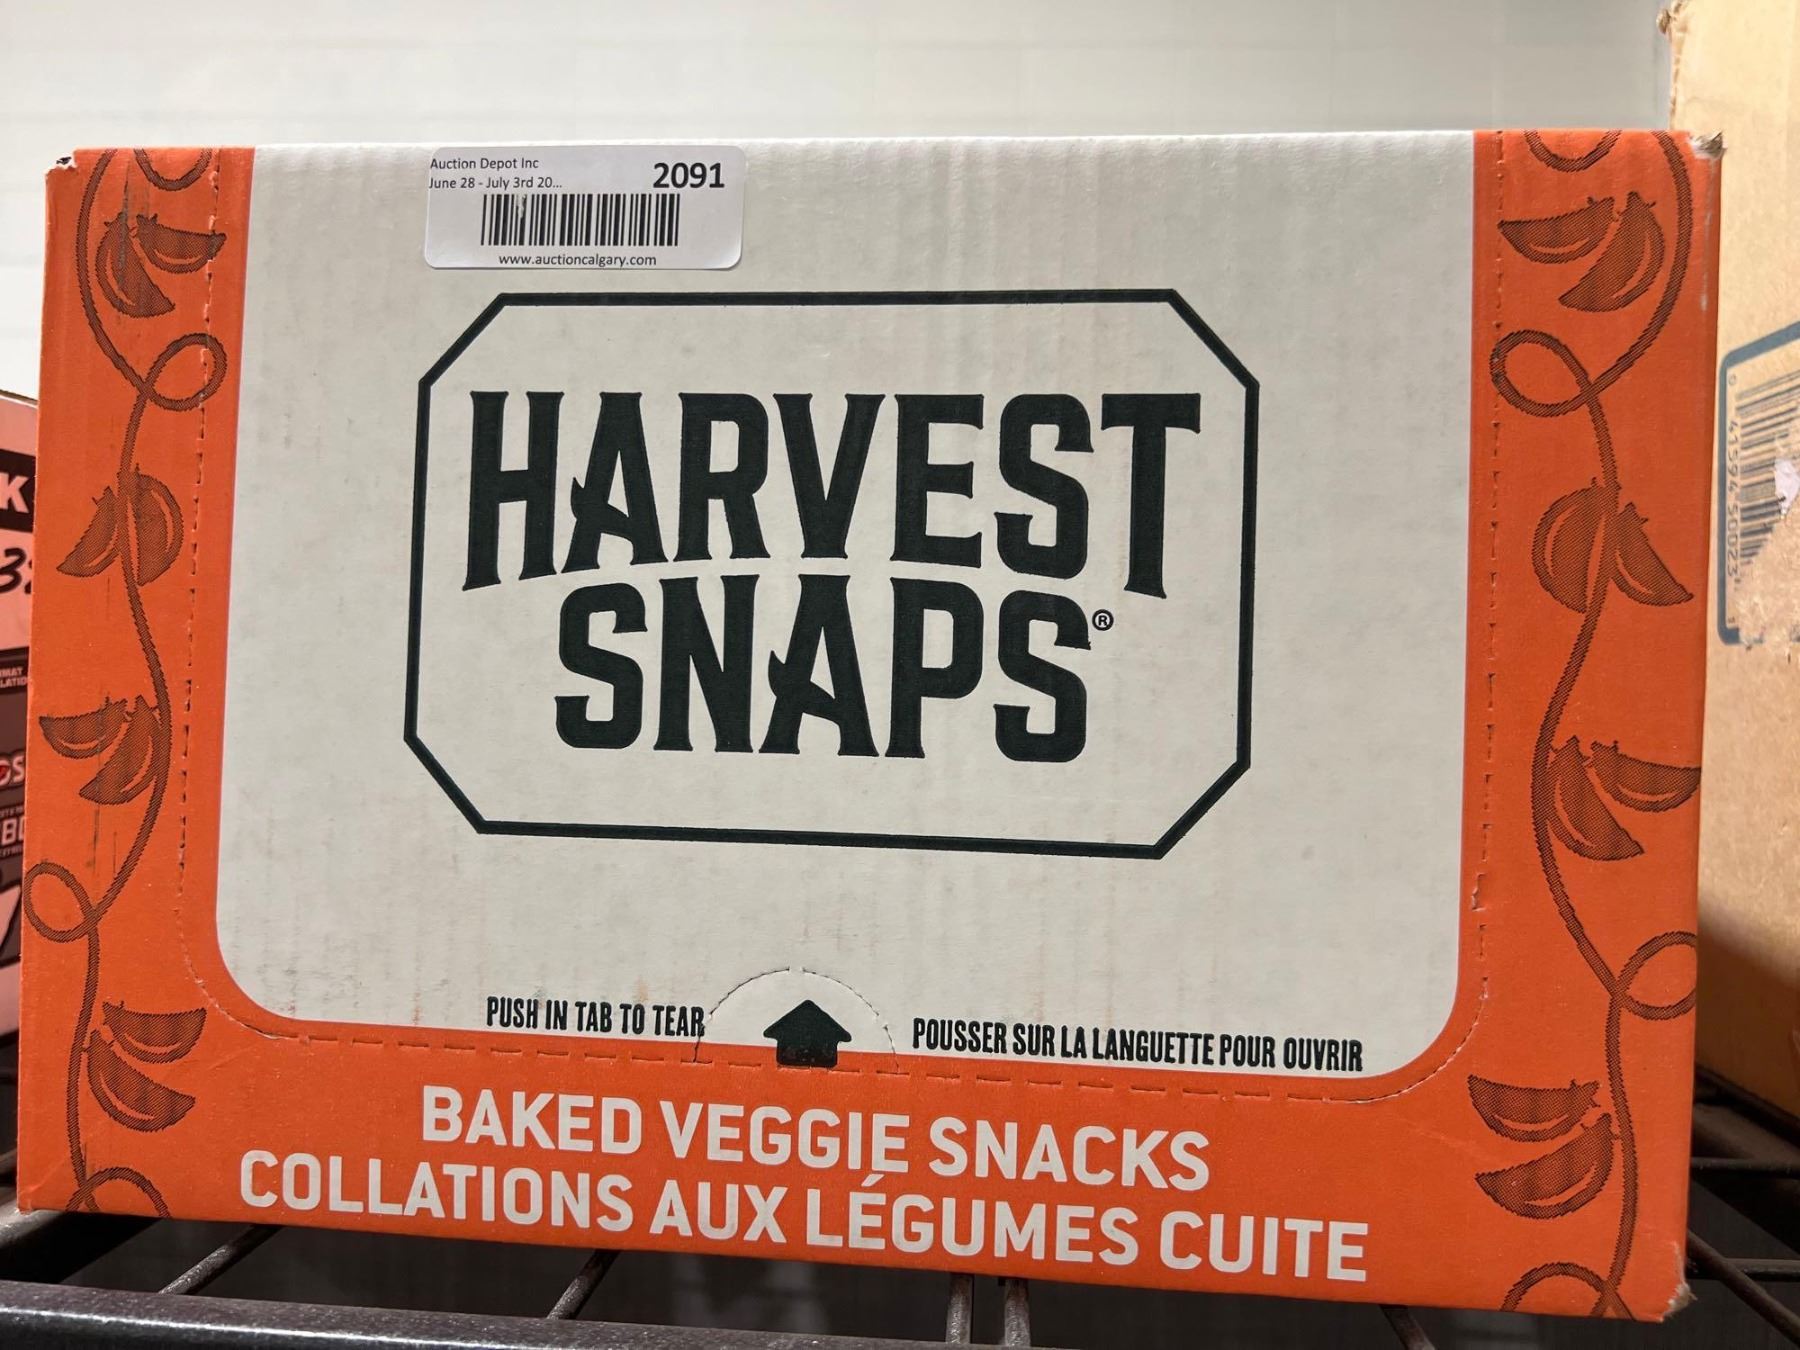 Auction Depot Inc
June 28 - July 3rd 20...
2091
www.auctioncalgary.com
HARVEST
SNAPS®
PUSH IN TAB TO TEAR
POUSSER SUR LA LANGUETTE POUR OUVRIR
BAKED VEGGIE SNACKS
COLLATIONS AUX LÉGUMES CUITE
K